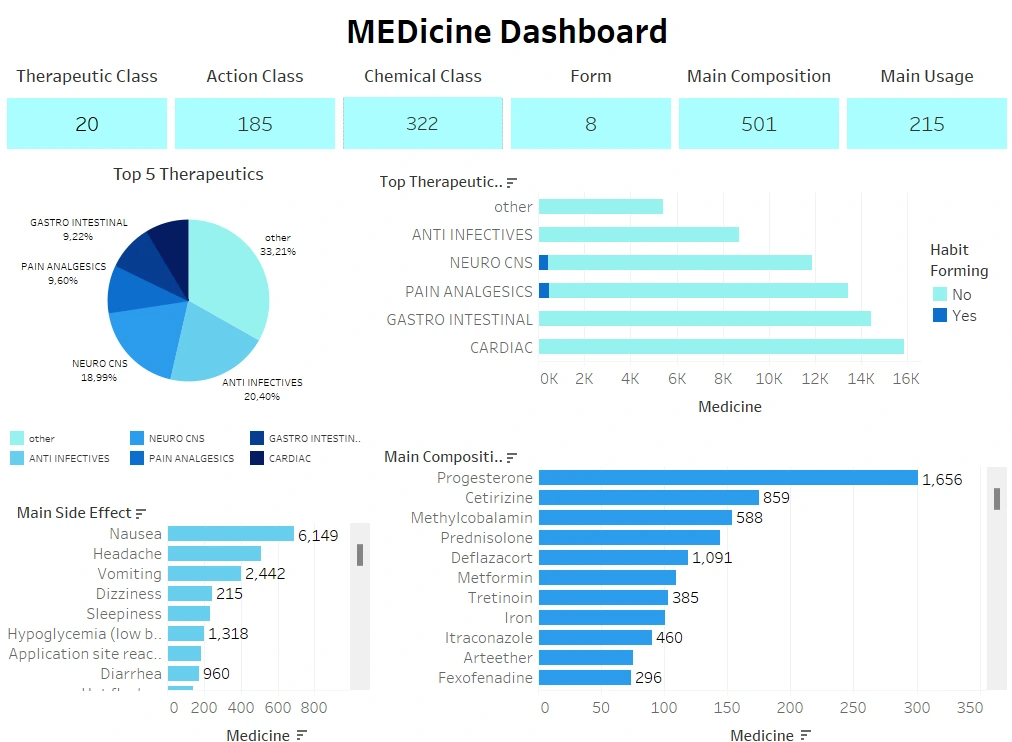 MEDicine Dashboard
Therapeutic Class
Action Class
Chemical Class
Form
Main Composition
Main Usage
20
185
322
8
501
215
Top 5 Therapeutics
GASTRO INTESTINAL
9,22%
other
33,21%
PAIN ANALGESICS
9,60%
NEURO CNS
18,99%
ANTI INFECTIVES
20,40%
other
NEURO CNS
GASTRO INTESTIN..
ANTI INFECTIVES
PAIN ANALGESICS
CARDIAC
Top Therapeutic..
other
ANTI INFECTIVES
NEURO CNS
PAIN ANALGESICS
GASTRO INTESTINAL
CARDIAC
0K 2K 4K 6K 8K 10K 12K 14K 16K
Medicine
Habit
Forming
No
Yes
Main Side Effect
Nausea 6,149
Headache
Vomiting 2,442
Dizziness 215
Sleepiness
Hypoglycemia (low b.. 1,318
Application site reac..
Diarrhea 960
0 200 400 600 800
Medicine
Main Compositi..
Progesterone 1,656
Cetirizine 859
Methylcobalamin 588
Prednisolone
Deflazacort 1,091
Metformin
Tretinoin 385
Iron
Itraconazole 460
Arteether
Fexofenadine 296
0 50 100 150 200 250 300 350
Medicine